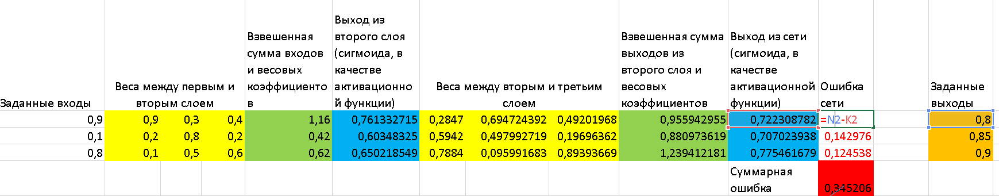 Заданные входы
Веса между первым и
вторым слоем
Взвешенная
сумма входов
и весовых
коэффициенто
в
Выход из
второго слоя
(сигмоида, в
качестве
активационно
й функции)
Веса между вторым и третьим
слоем
Взвешенная сумма
выходов из
второго слоя и
весовых
коэффициентов
Выход из сети
(сигмоида, в
качестве
активационной
функции)
Ошибка
сети
Заданные
выходы
0,9 0,9 0,3 0,4 1,16 0,761332715 0,2847 0,694724392 0,49201968 0,955942955 0,722308782 =N2-K2 0,8
0,1 0,2 0,8 0,2 0,42 0,60348325 0,5942 0,497992719 0,19696362 0,880973619 0,707023938 0,142976 0,85
0,8 0,1 0,5 0,6 0,62 0,650218549 0,7884 0,095991683 0,89393669 1,239412181 0,775461679 0,124538 0,9
Суммарная
ошибка
0,345206